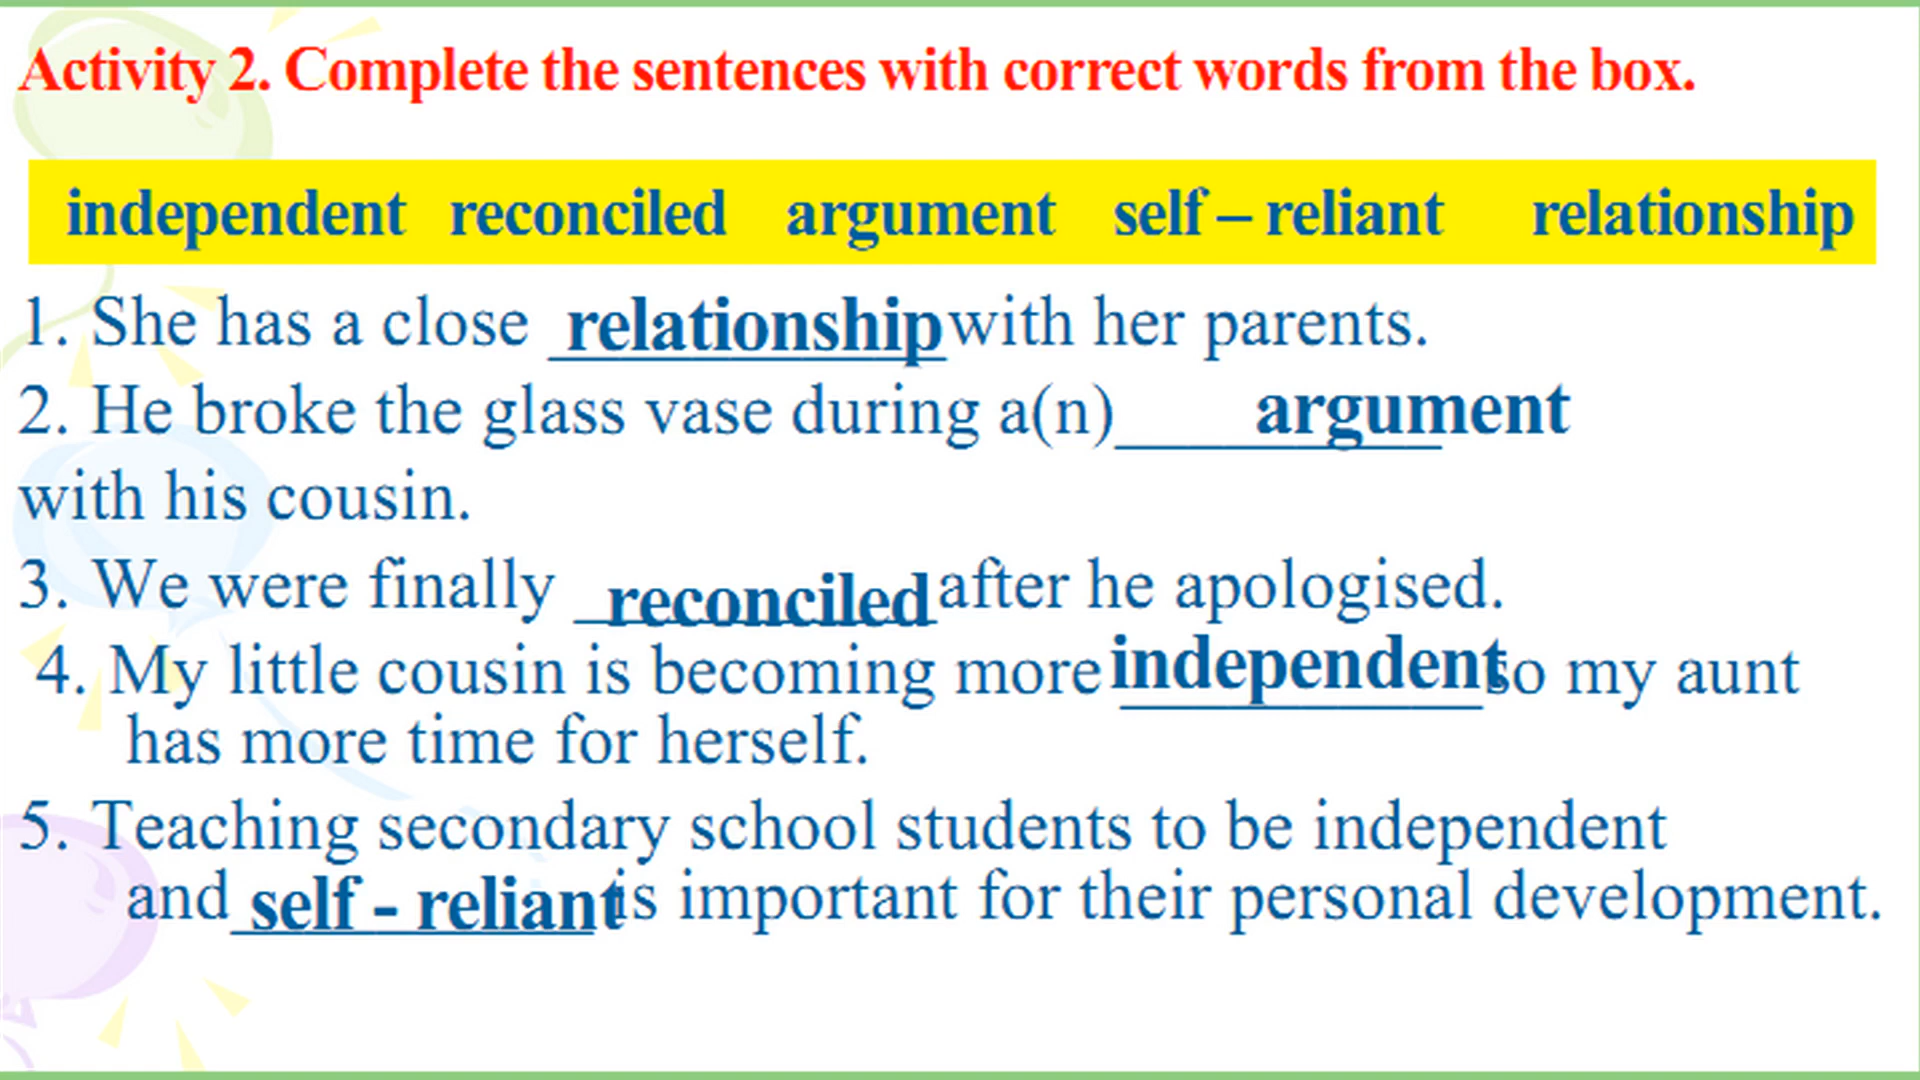 Activity 2. Complete the sentences with correct words from the box.
independent reconciled argument self – reliant relationship
1. She has a close relationship with her parents.
2. He broke the glass vase during a(n) argument
with his cousin.
3. We were finally reconciled after he apologised.
4. My little cousin is becoming more independent so my aunt
has more time for herself.
5. Teaching secondary school students to be independent
and self - reliant is important for their personal development.